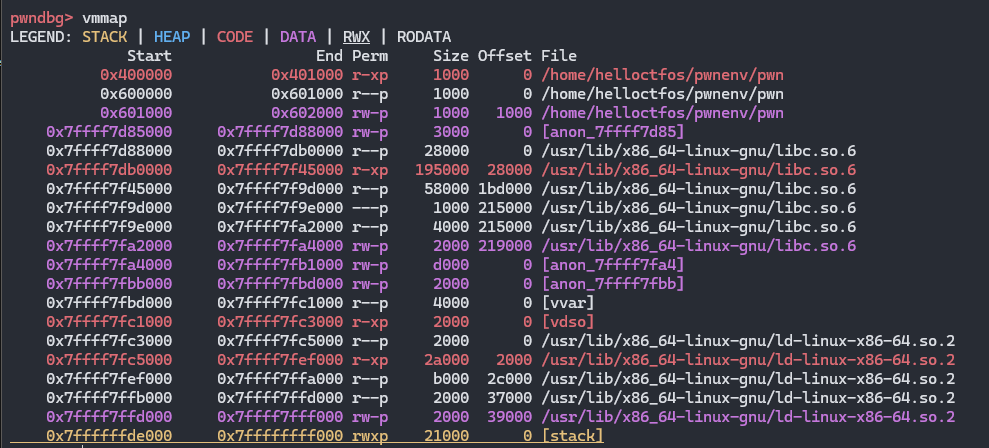 pwndbg> vmmap
LEGEND: STACK | HEAP | CODE | DATA | RWX | RODATA
Start End Perm Size Offset File
0x400000 0x401000 r-xp 1000 0 /home/helloctfos/pwnenv/pwn
0x600000 0x601000 r--p 1000 0 /home/helloctfos/pwnenv/pwn
0x601000 0x602000 rw-p 1000 1000 /home/helloctfos/pwnenv/pwn
0x7ffff7d85000 0x7ffff7d88000 rw-p 3000 0 [anon_7ffff7d85]
0x7ffff7d88000 0x7ffff7db0000 r--p 28000 0 /usr/lib/x86_64-linux-gnu/libc.so.6
0x7ffff7db0000 0x7ffff7f45000 r-xp 195000 28000 /usr/lib/x86_64-linux-gnu/libc.so.6
0x7ffff7f45000 0x7ffff7f9d000 r--p 58000 1bd000 /usr/lib/x86_64-linux-gnu/libc.so.6
0x7ffff7f9d000 0x7ffff7f9e000 ---p 1000 215000 /usr/lib/x86_64-linux-gnu/libc.so.6
0x7ffff7f9e000 0x7ffff7fa2000 r--p 4000 215000 /usr/lib/x86_64-linux-gnu/libc.so.6
0x7ffff7fa2000 0x7ffff7fa4000 rw-p 2000 219000 /usr/lib/x86_64-linux-gnu/libc.so.6
0x7ffff7fa4000 0x7ffff7fb1000 rw-p d000 0 [anon_7ffff7fa4]
0x7ffff7fbb000 0x7ffff7fbd000 rw-p 2000 0 [anon_7ffff7fbb]
0x7ffff7fbd000 0x7ffff7fc1000 r--p 4000 0 [vvar]
0x7ffff7fc1000 0x7ffff7fc3000 r-xp 2000 0 [vdso]
0x7ffff7fc3000 0x7ffff7fc5000 r--p 2000 0 /usr/lib/x86_64-linux-gnu/ld-linux-x86-64.so.2
0x7ffff7fc5000 0x7ffff7fef000 r-xp 2a000 2000 /usr/lib/x86_64-linux-gnu/ld-linux-x86-64.so.2
0x7ffff7fef000 0x7ffff7ffa000 r--p b000 2c000 /usr/lib/x86_64-linux-gnu/ld-linux-x86-64.so.2
0x7ffff7ffb000 0x7ffff7ffd000 r--p 2000 37000 /usr/lib/x86_64-linux-gnu/ld-linux-x86-64.so.2
0x7ffff7ffd000 0x7ffff7fff000 rw-p 2000 39000 /usr/lib/x86_64-linux-gnu/ld-linux-x86-64.so.2
0x7ffffffde000 0x7ffffffff000 rwxp 21000 0 [stack]